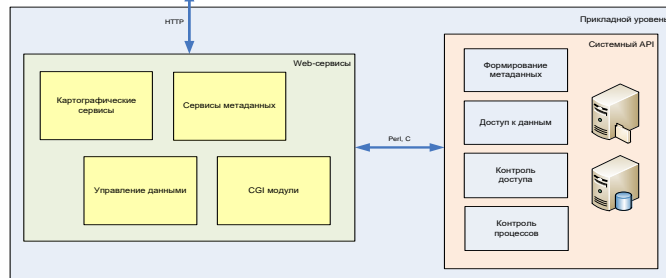 HTTP
Прикладной уровень
Web-сервисы
Системный API
Картографические
сервисы
Сервисы метаданных
Управление данными
CGI модули
Perl, C
Формирование
метаданных
Доступ к данным
Контроль
доступа
Контроль
процессов